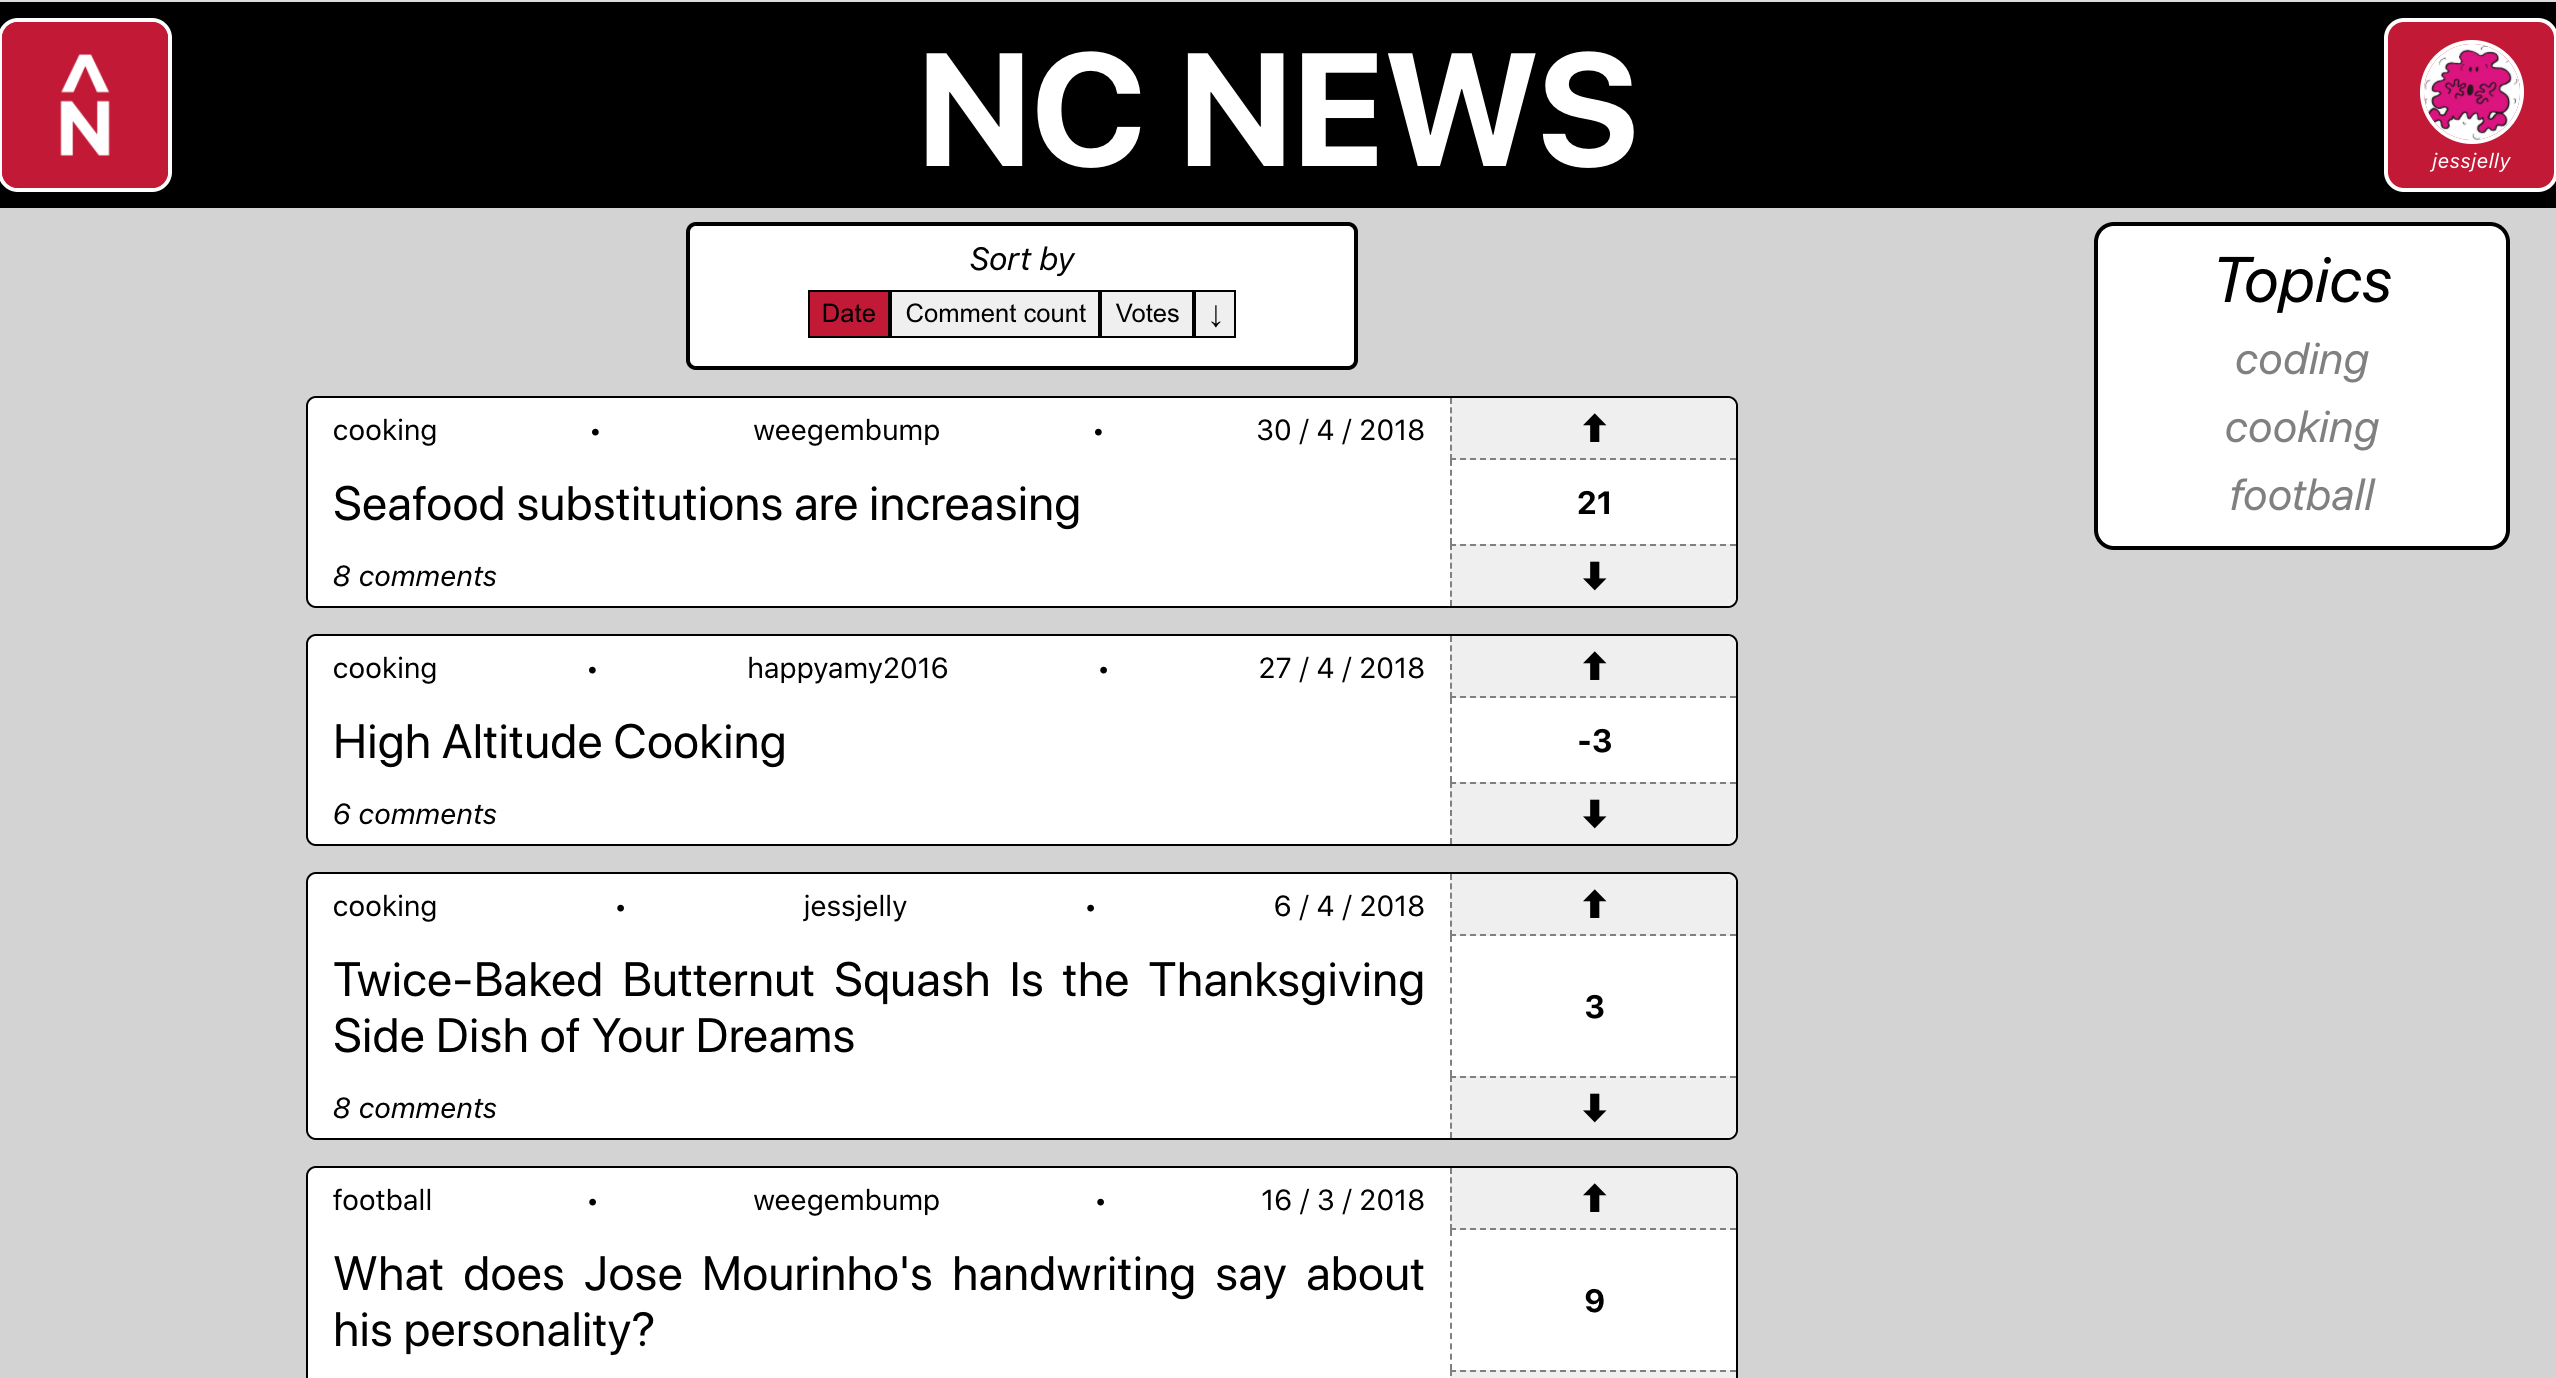 N
NC NEWS
jessjelly
Sort by
Date Comment count Votes ↓
Topics
coding
cooking
football
cooking • weegembump • 30 / 4 / 2018
Seafood substitutions are increasing
8 comments
⬆
21
⬇
cooking • happyamy2016 • 27 / 4 / 2018
High Altitude Cooking
6 comments
⬆
-3
⬇
cooking • jessjelly • 6 / 4 / 2018
Twice-Baked Butternut Squash Is the Thanksgiving
Side Dish of Your Dreams
8 comments
⬆
3
⬇
football • weegembump • 16 / 3 / 2018
What does Jose Mourinho's handwriting say about
his personality?
⬆
9